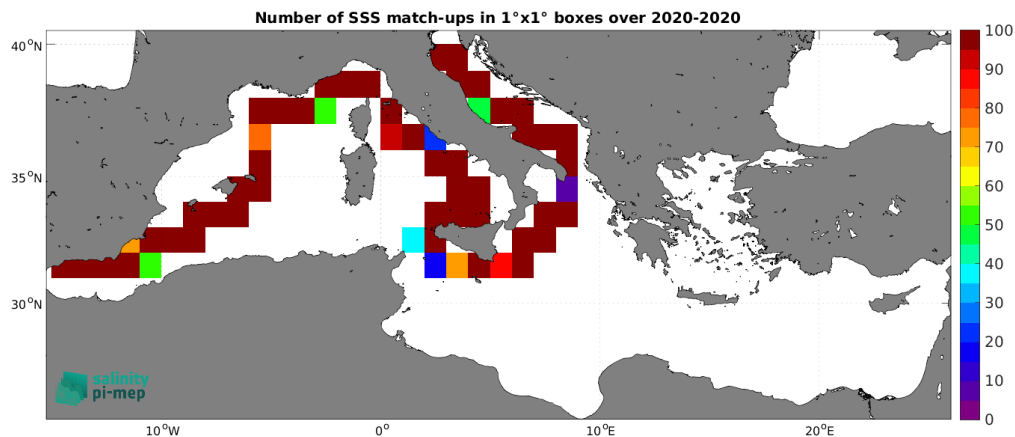 Number of SSS match-ups in 1°x1° boxes over 2020-2020
40°N
35°N
30°N
10°W
0°
10°E
20°E
100
90
80
70
60
50
40
30
20
10
0
salinity
pi-mep